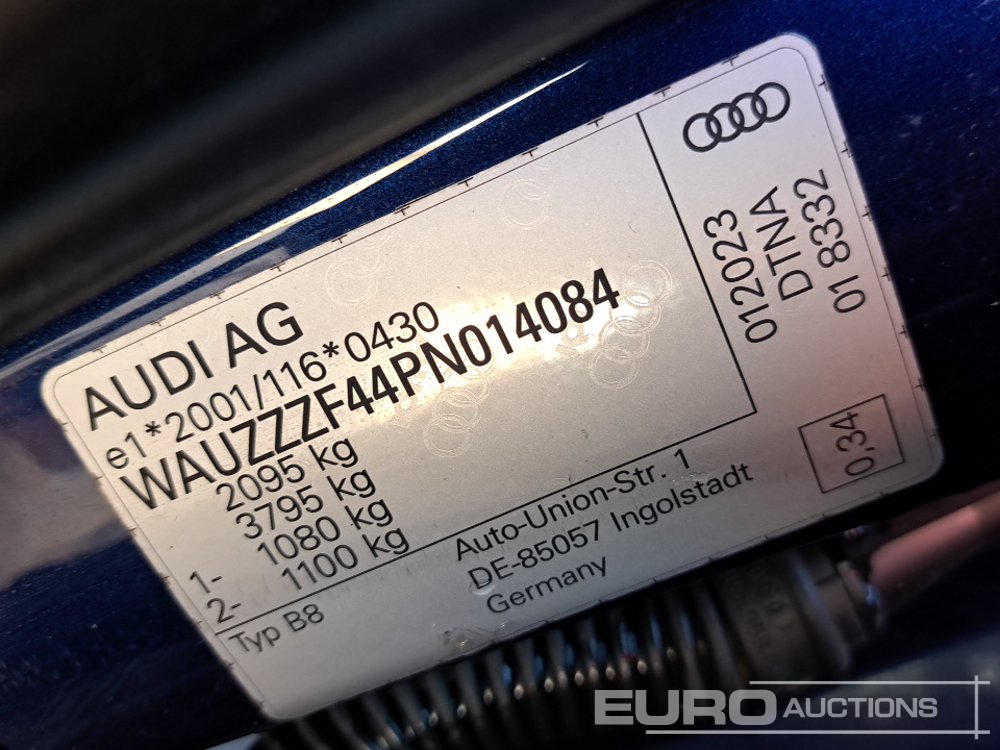 AUDI AG
e1*2001/116*0430
WAUZZZF44PN014084
2095 kg
3795 kg
1- 1080 kg
2- 1100 kg
Typ B8
Auto-Union-Str. 1
DE-85057 Ingolstadt
Germany
012023
DTNA
01 8332
0,34
EURO AUCTIONS